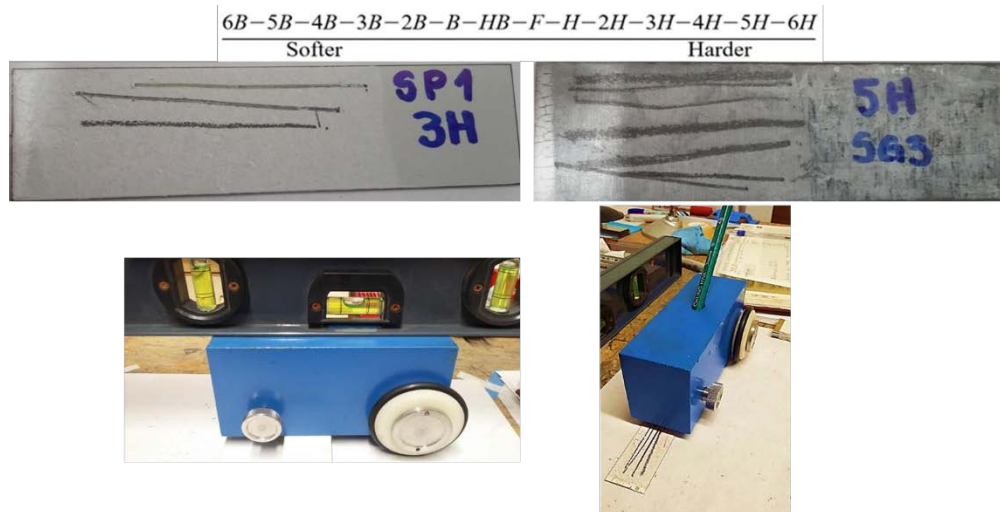 6B–5B–4B–3B–2B–B–HB–F–H–2H–3H–4H–5H–6H
Softer Harder
SP1
3H
5H
SG3